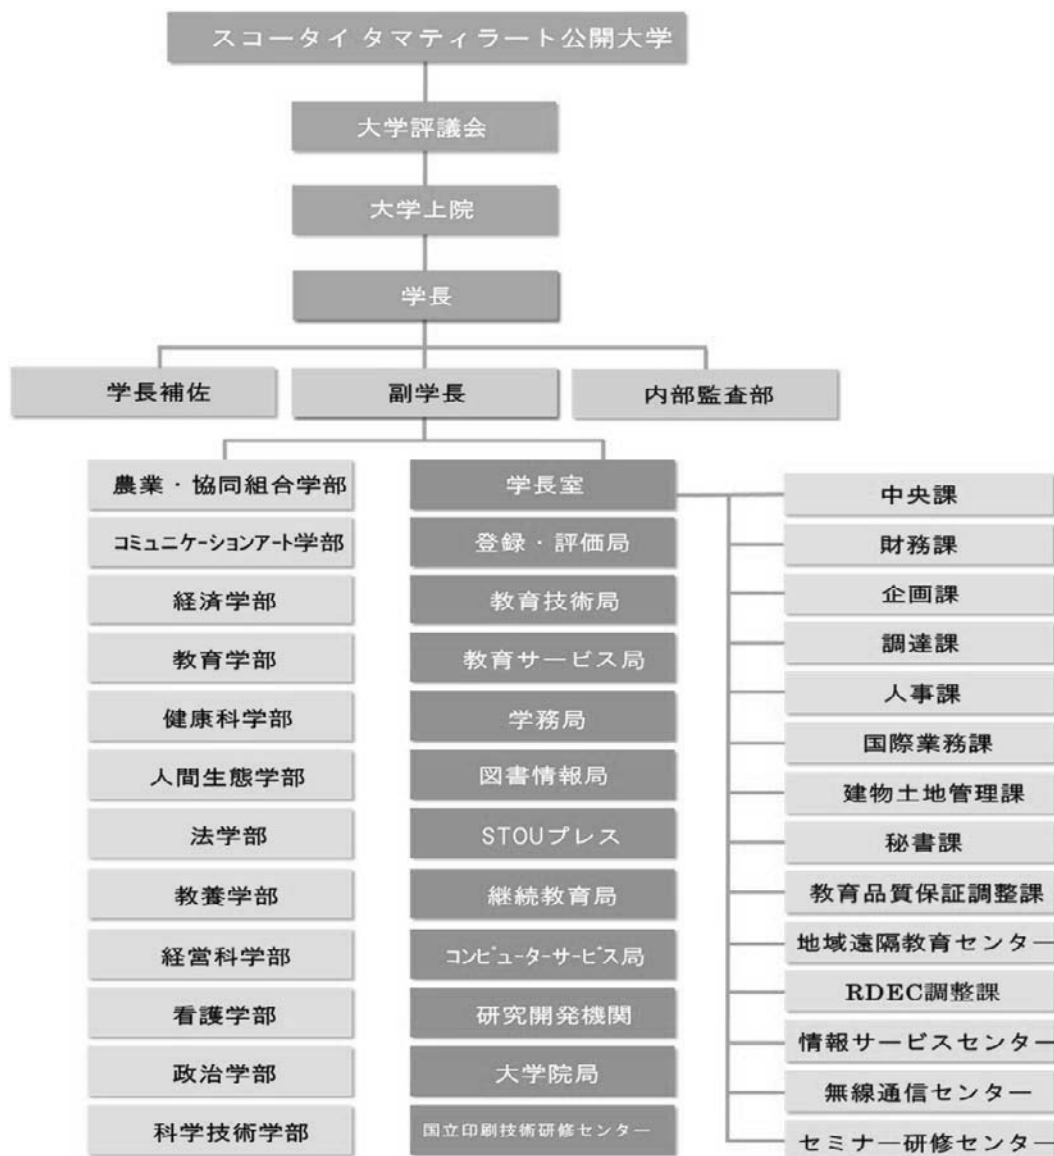 スコータイ タマティラート公開大学
大学評議会
大学上院
学長
学長補佐
副学長
内部監査部
農業・協同組合学部
コミュニケーションアート学部
経済学部
教育学部
健康科学部
人間生態学部
法学部
教養学部
経営科学部
看護学部
政治学部
科学技術学部
学長室
登録・評価局
教育技術局
教育サービス局
学務局
図書情報局
STOUプレス
継続教育局
コンピューターサービス局
研究開発機関
大学院局
国立印刷技術研修センター
中央課
財務課
企画課
調達課
人事課
国際業務課
建物土地管理課
秘書課
教育品質保証調整課
地域遠隔教育センター
RDEC調整課
情報サービスセンター
無線通信センター
セミナー研修センター